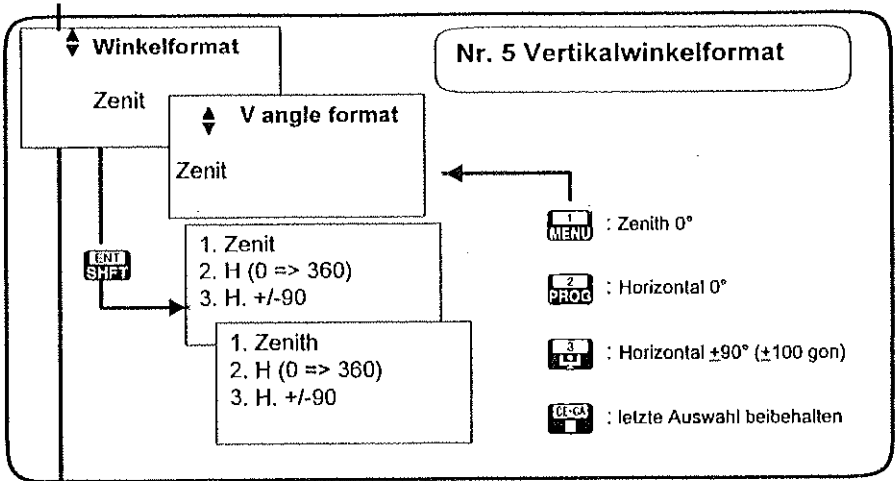 Nr. 5 Vertikalwinkelformat
Winkelformat
Zenit
V angle format
Zenit
ENT
SHFT
1. Zenit
2. H (0 => 360)
3. H. +/-90
1. Zenith
2. H (0 => 360)
3. H. +/-90
1
MENU : Zenith 0°
2
PROG : Horizontal 0°
3
: Horizontal ±90° (±100 gon)
CE•CA
: letzte Auswahl beibehalten